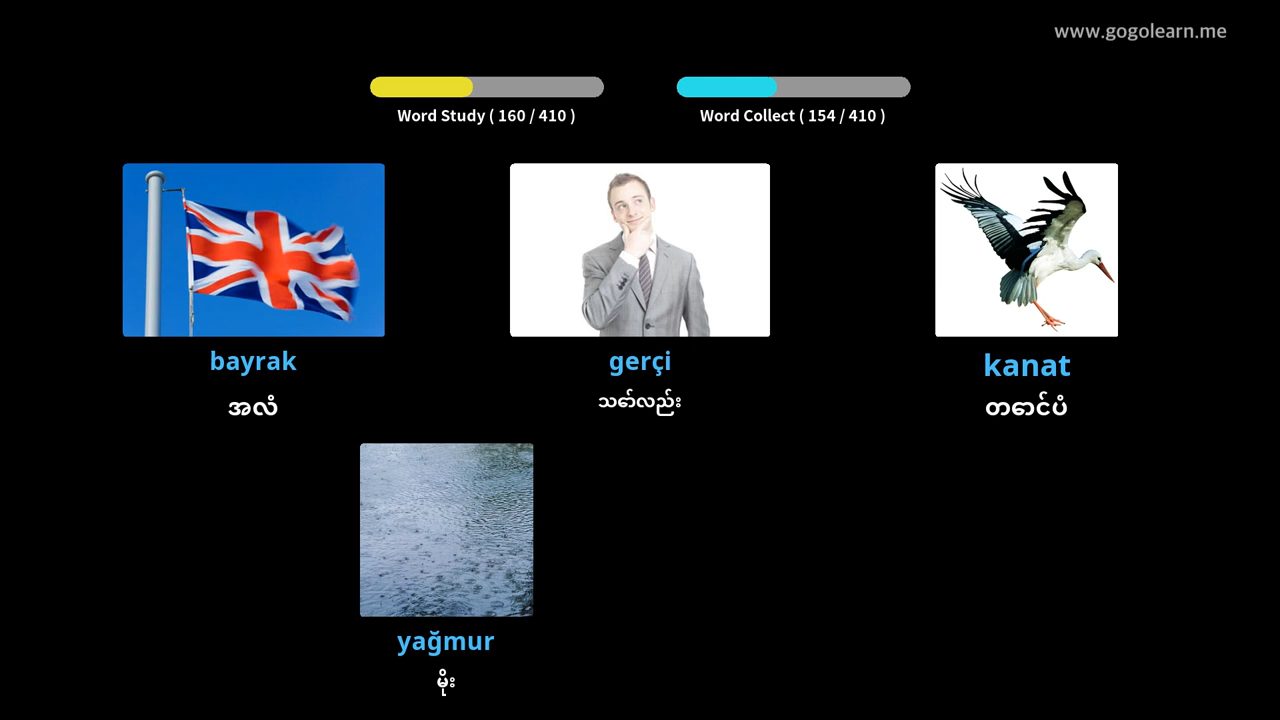 www.gogolearn.me
Word Study ( 160 / 410 )
Word Collect ( 154 / 410 )
bayrak
gerçi
kanat
အလံ
သော်လည်း
တောင်ပံ
yağmur
မိုး